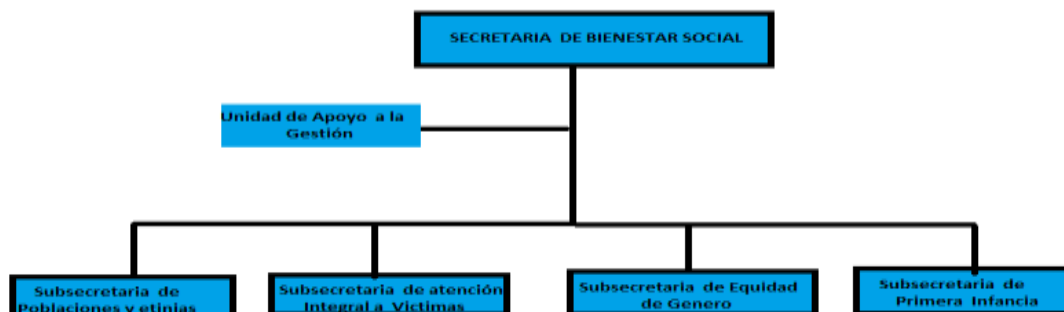 SECRETARIA DE BIENESTAR SOCIAL
Unidad de Apoyo a la
Gestión
Subsecretaria de
Poblaciones y etinias
Subsecretaria de atención
Integral a Victimas
Subsecretaria de Equidad
de Genero
Subsecretaria de
Primera Infancia